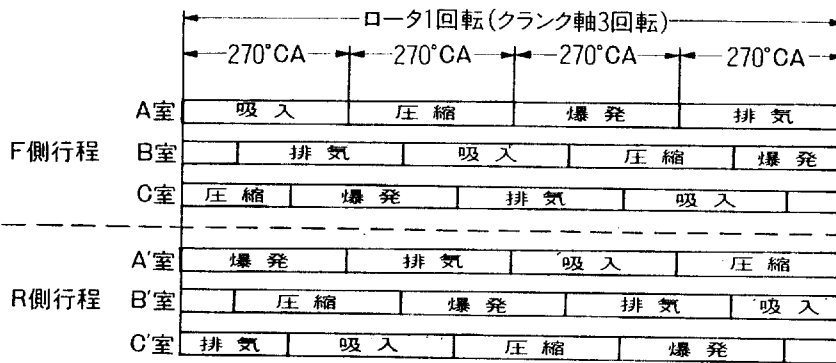 ロータ1回転(クランク軸3回転)
270°CA 270°CA 270°CA 270°CA
A室 吸入 圧縮 爆発 排気
F側行程 B室 排気 吸入 圧縮 爆発
C室 圧縮 爆発 排気 吸入
A'室 爆発 排気 吸入 圧縮
R側行程 B'室 圧縮 爆発 排気 吸入
C'室 排気 吸入 圧縮 爆発